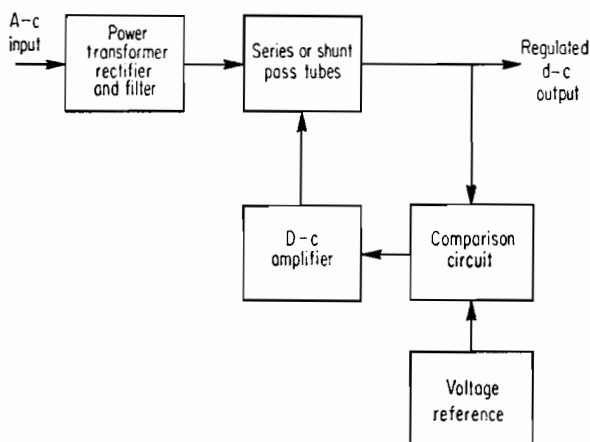 A-c
input
Power
transformer
rectifier
and filter
Series or shunt
pass tubes
Regulated
d-c
output
D-c
amplifier
Comparison
circuit
Voltage
reference